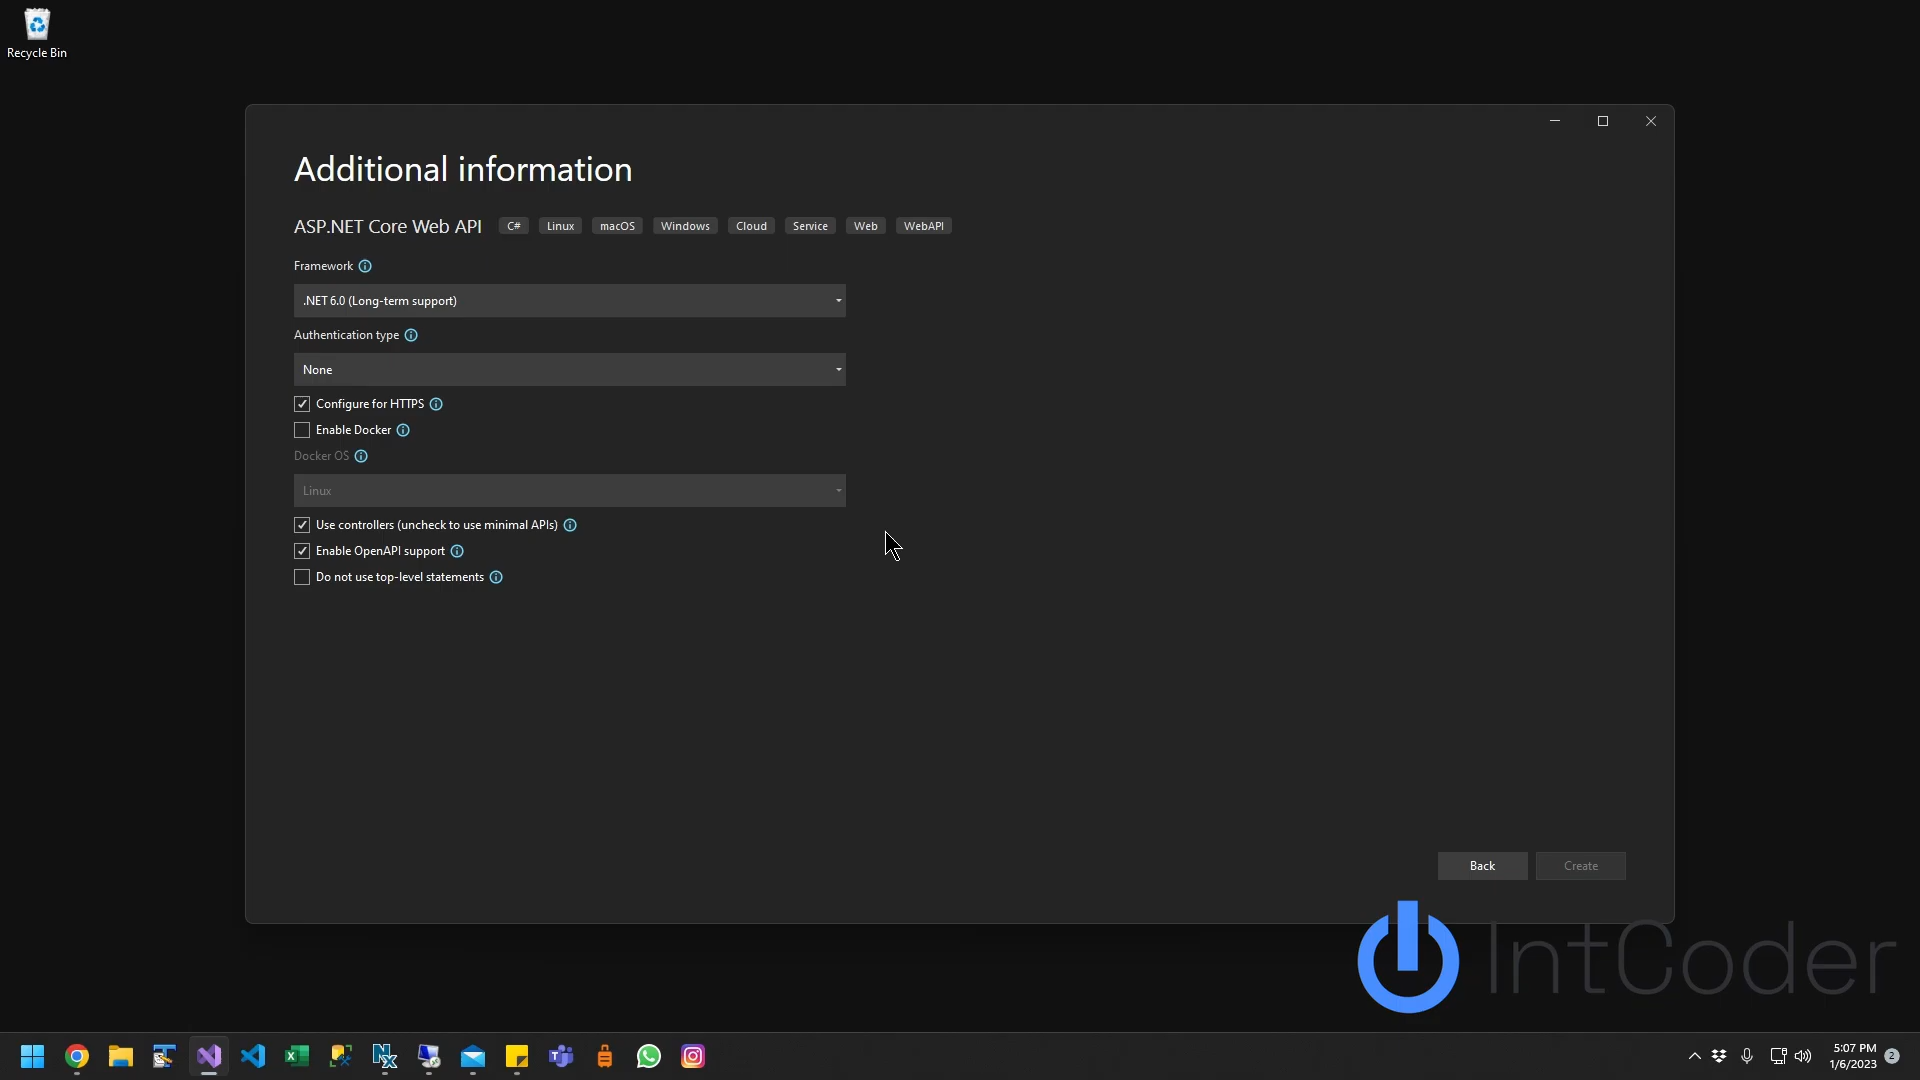 Recycle Bin
Additional information
ASP.NET Core Web API C# Linux macOS Windows Cloud Service Web WebAPI
Framework
.NET 6.0 (Long-term support)
Authentication type
None
Configure for HTTPS
Enable Docker
Docker OS
Linux
Use controllers (uncheck to use minimal APIs)
Enable OpenAPI support
Do not use top-level statements
Back Create
IntCoder
5:07 PM
1/6/2023
2